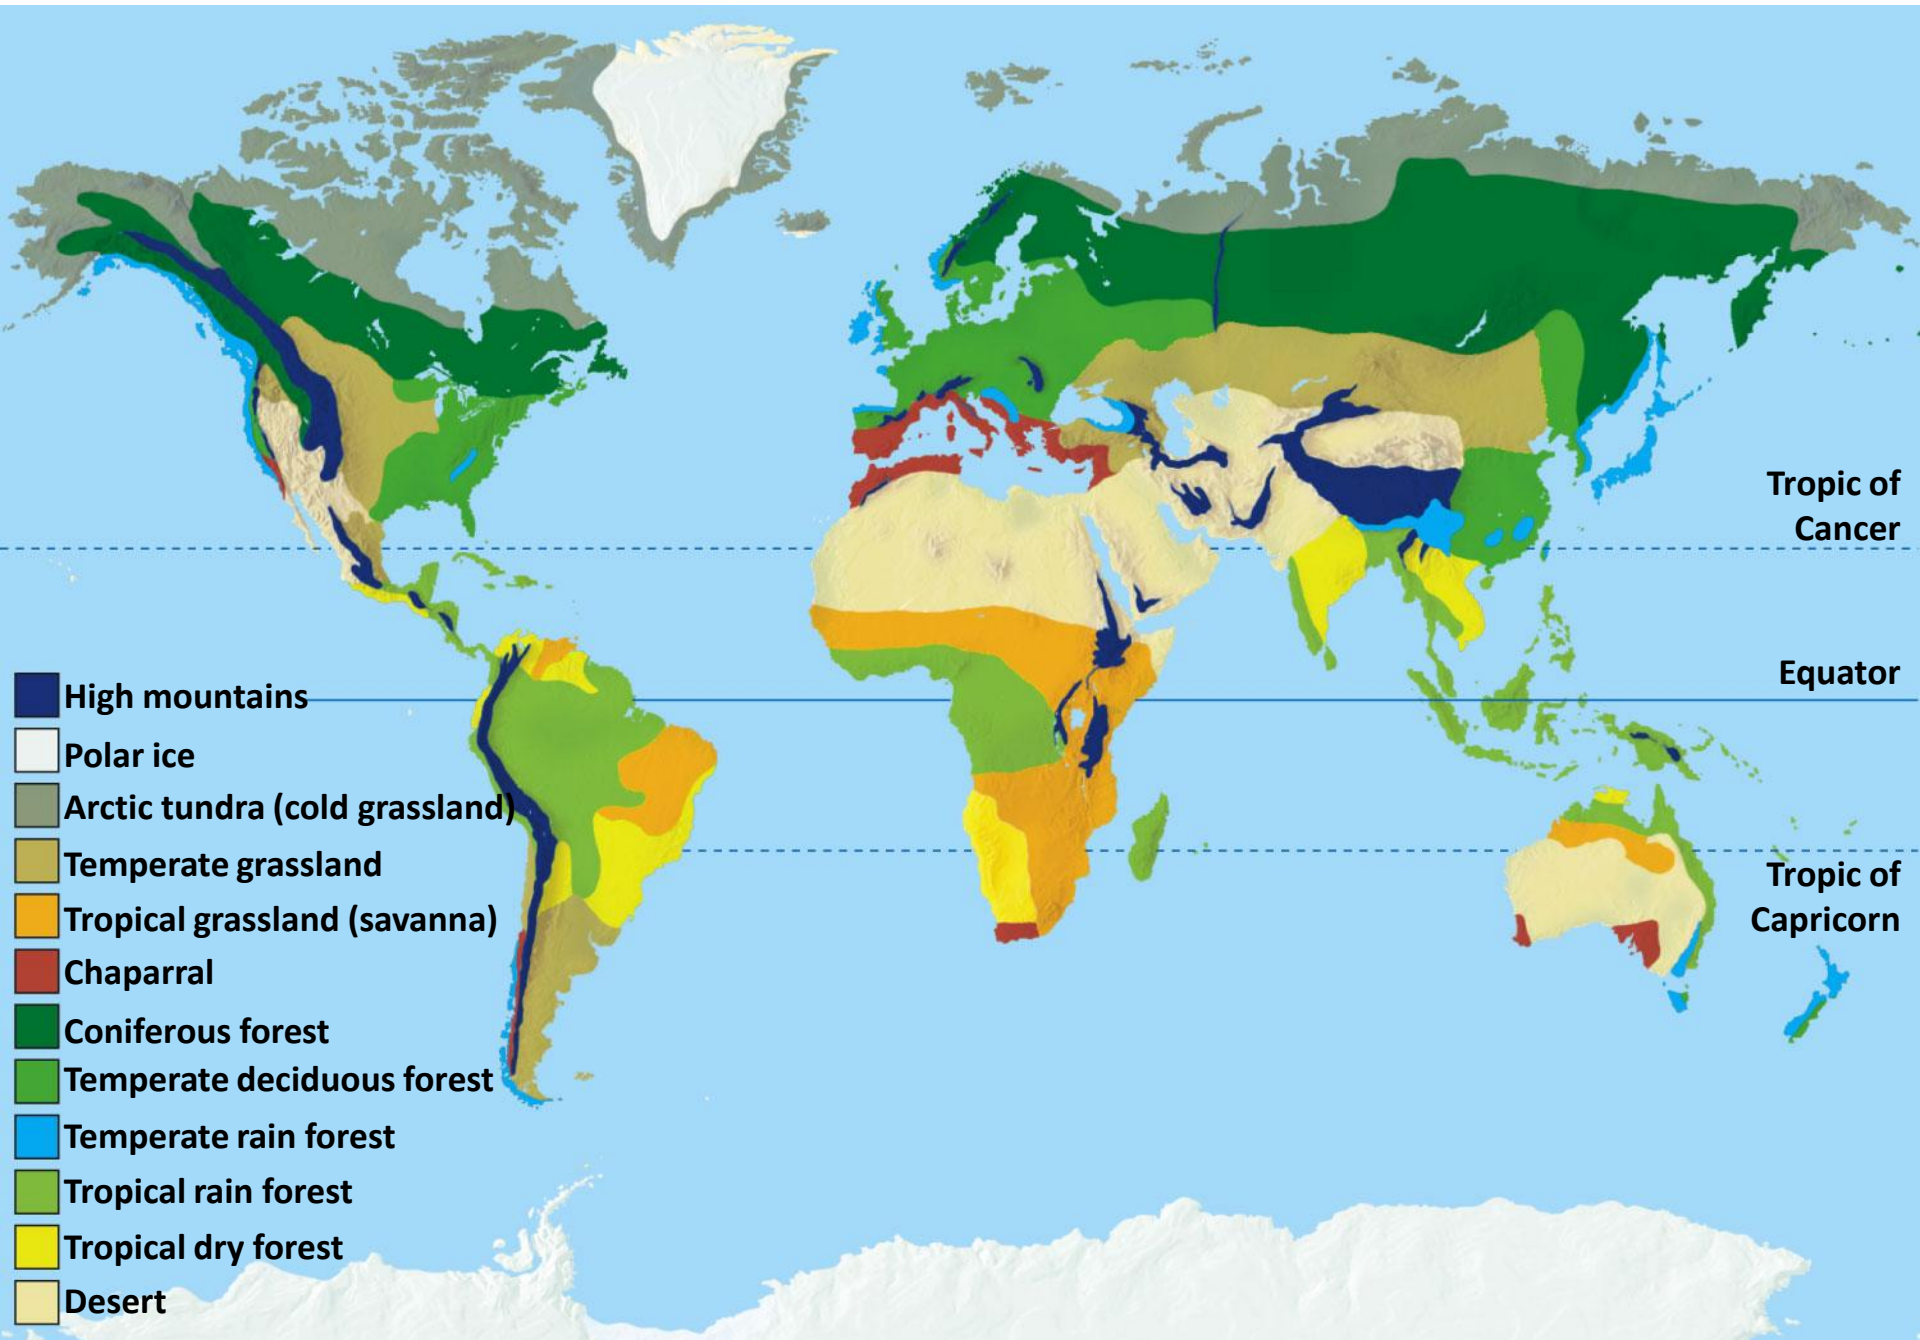 Tropic of
Cancer
Equator
High mountains
Polar ice
Arctic tundra (cold grassland)
Temperate grassland
Tropic of
Capricorn
Tropical grassland (savanna)
Chaparral
Coniferous forest
Temperate deciduous forest
Temperate rain forest
Tropical rain forest
Tropical dry forest
Desert